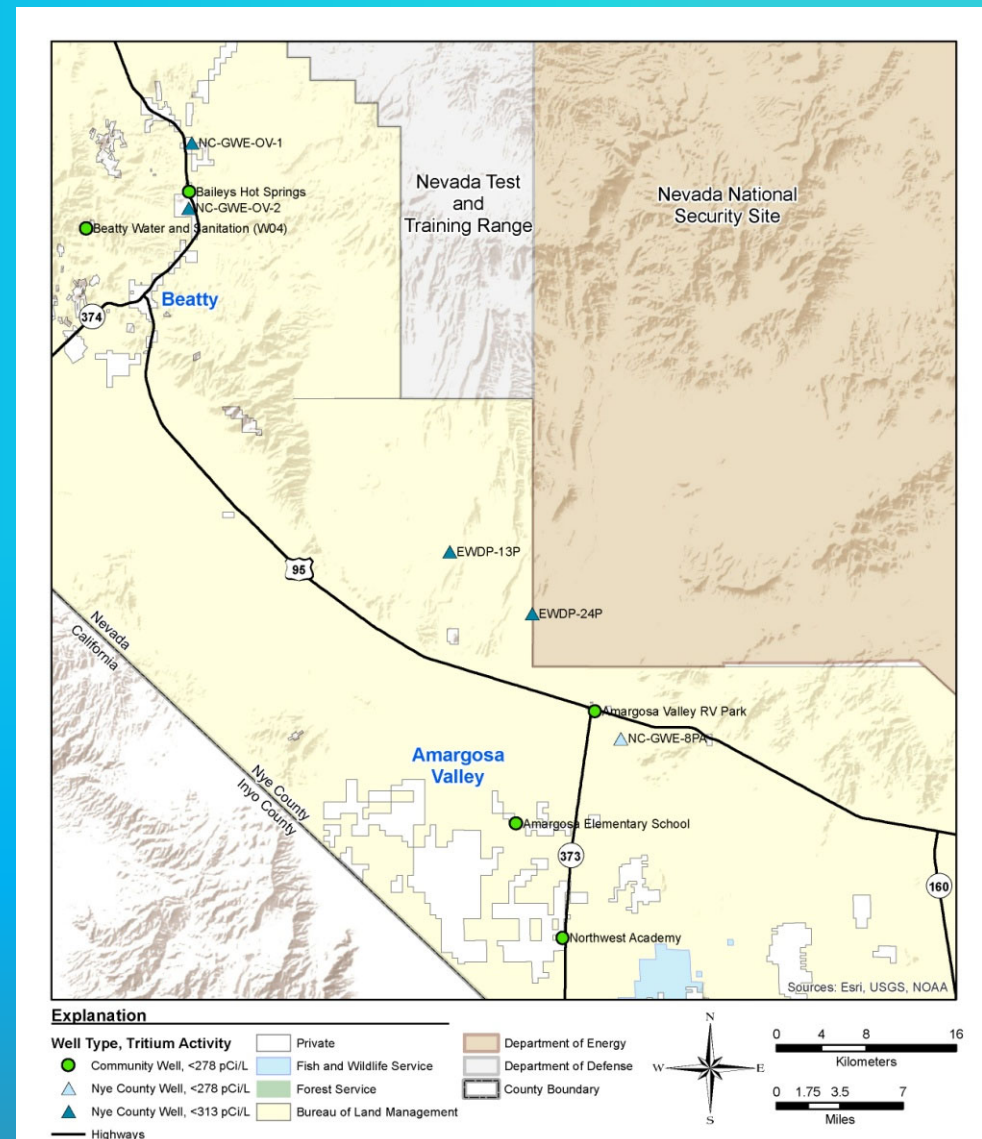 NC-GWE-OV-1
Baileys Hot Springs
NC-GWE-OV-2
Beatty Water and Sanitation (W04)
Beatty
374
Nevada Test
and
Training Range
Nevada National
Security Site
95
EWDP-13P
EWDP-24P
Nevada
California
Amargosa Valley RV Park
NC-GWE-8PA
Amargosa
Valley
Nye County
Inyo County
Amargosa Elementary School
373
160
Northwest Academy
Sources: Esri, USGS, NOAA
Explanation
Well Type, Tritium Activity
Community Well, <278 pCi/L
Nye County Well, <278 pCi/L
Nye County Well, <313 pCi/L
Highways
Private
Fish and Wildlife Service
Forest Service
Bureau of Land Management
Department of Energy
Department of Defense
County Boundary
N
W
E
S
0 4 8 16
Kilometers
0 1.75 3.5 7
Miles